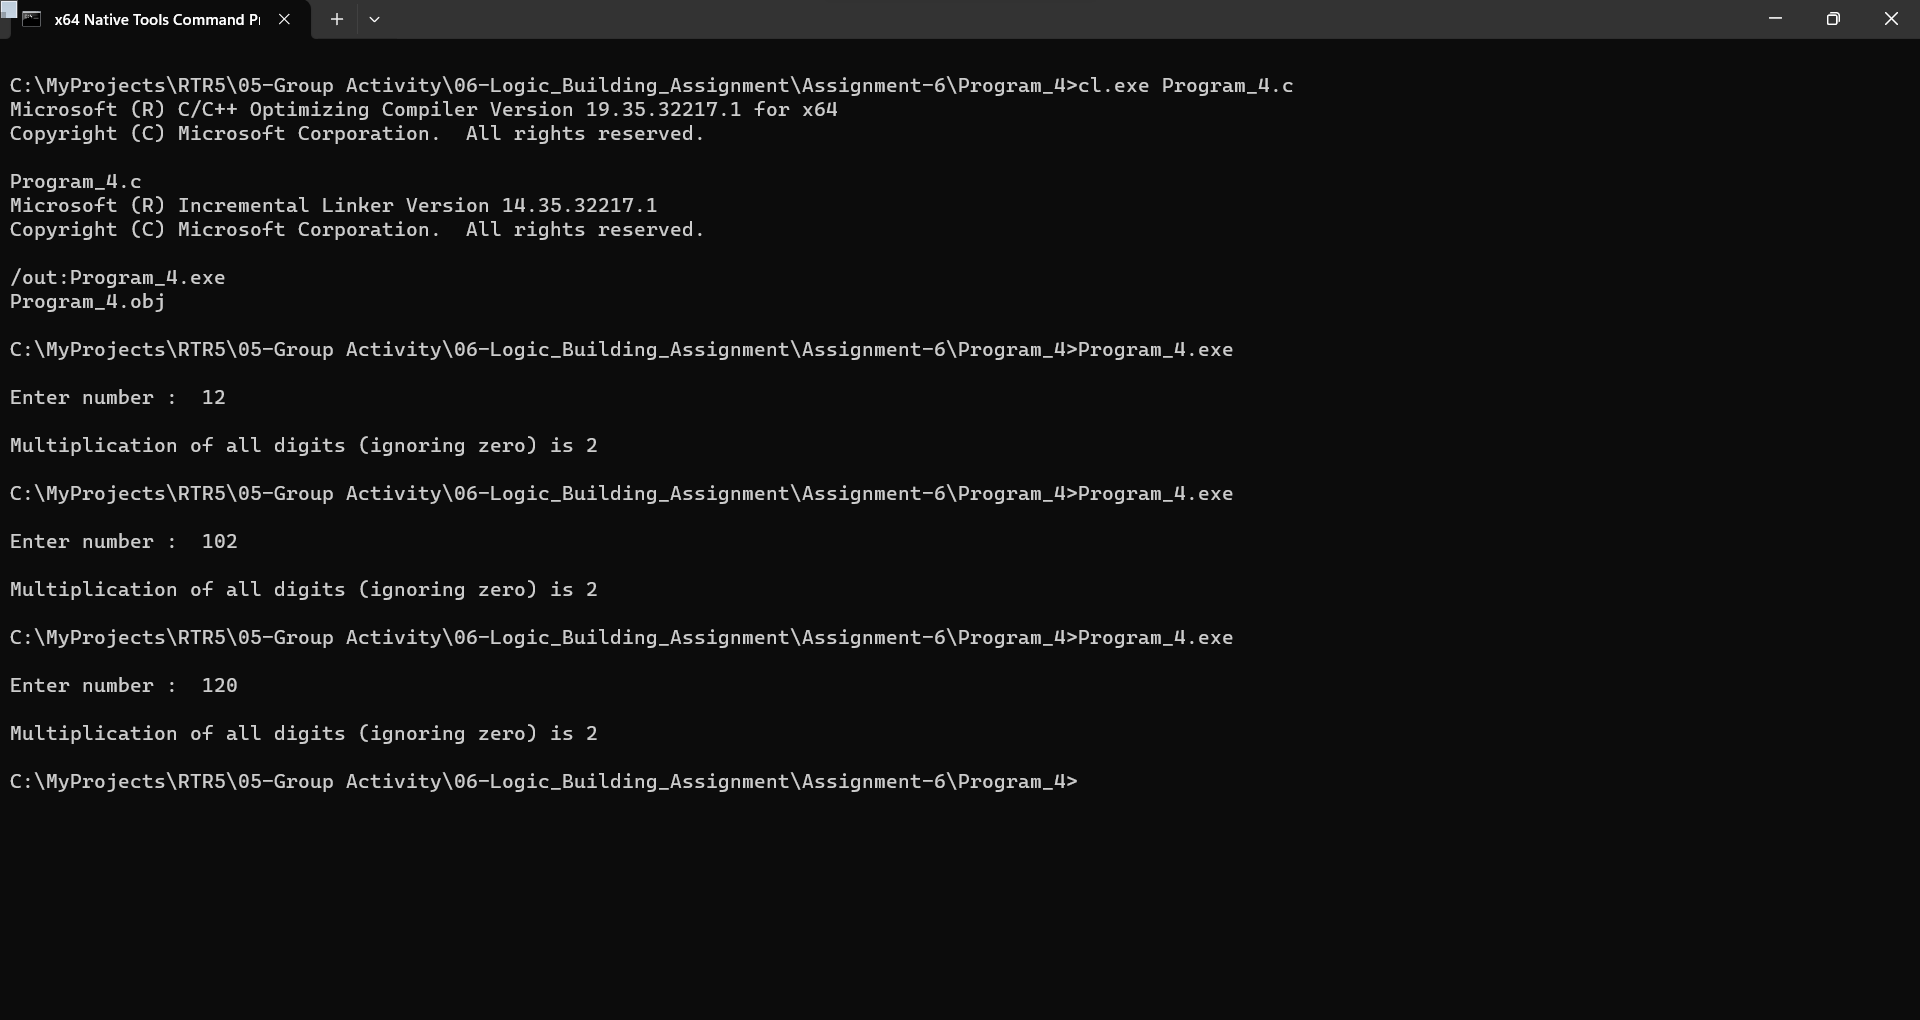 x64 Native Tools Command Pr
C:\MyProjects\RTR5\05-Group Activity\06-Logic_Building_Assignment\Assignment-6\Program_4>cl.exe Program_4.c
Microsoft (R) C/C++ Optimizing Compiler Version 19.35.32217.1 for x64
Copyright (C) Microsoft Corporation.  All rights reserved.
Program_4.c
Microsoft (R) Incremental Linker Version 14.35.32217.1
Copyright (C) Microsoft Corporation.  All rights reserved.
/out:Program_4.exe
Program_4.obj
C:\MyProjects\RTR5\05-Group Activity\06-Logic_Building_Assignment\Assignment-6\Program_4>Program_4.exe
Enter number :  12
Multiplication of all digits (ignoring zero) is 2
C:\MyProjects\RTR5\05-Group Activity\06-Logic_Building_Assignment\Assignment-6\Program_4>Program_4.exe
Enter number :  102
Multiplication of all digits (ignoring zero) is 2
C:\MyProjects\RTR5\05-Group Activity\06-Logic_Building_Assignment\Assignment-6\Program_4>Program_4.exe
Enter number :  120
Multiplication of all digits (ignoring zero) is 2
C:\MyProjects\RTR5\05-Group Activity\06-Logic_Building_Assignment\Assignment-6\Program_4>